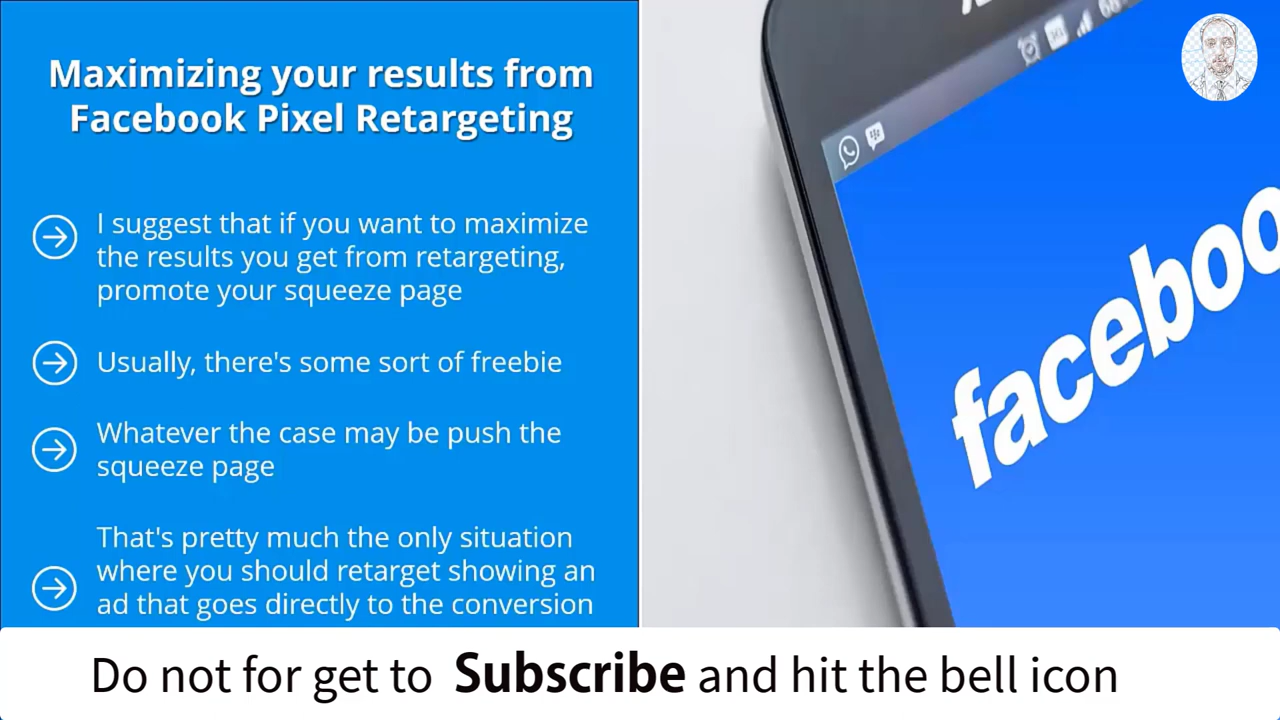 Maximizing your results from
Facebook Pixel Retargeting
I suggest that if you want to maximize
the results you get from retargeting,
promote your squeeze page
Usually, there's some sort of freebie
Whatever the case may be push the
squeeze page
That's pretty much the only situation
where you should retarget showing an
ad that goes directly to the conversion
faceboo
Do not for get to Subscribe and hit the bell icon